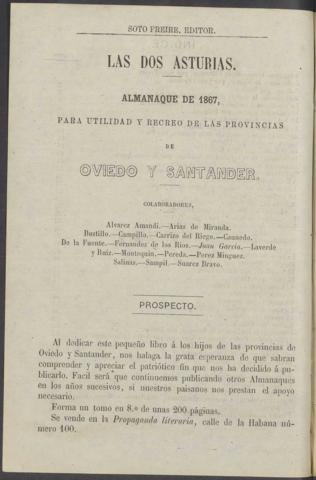 SOTO FREIRE, EDITOR.
LAS DOS ASTURIAS.
ALMANAQUE DE 1867,
PARA UTILIDAD Y RECREO DE LAS PROVINCIAS
DE
OVIEDO Y SANTANDER.
COLABORADORES,
Alvarez Amandi.—Arias de Miranda.
Bustillo.—Campillo.—Carrizo del Riego.—Caunedo.
De la Fuente.—Fernandez de los Rios.—Juan García.—Laverde
y Ruiz.—Montequin.—Pereda.—Perez Minguez.
Salinas.—Sampil.—Suarez Bravo.
PROSPECTO.
Al dedicar este pequeño libro á los hijos de las provincias de
Oviedo y Santander, nos halaga la grata esperanza de que sabran
comprender y apreciar el patriótico fin que nos ha decidido á pu-
blicarlo. Facil será que continuemos publicando otros Almanaques
en los años sucesivos, si nuestros paisanos nos prestan el apoyo
necesario.
Forma un tomo en 8.º de unas 200 páginas.
Se vende en la Propaganda literaria, calle de la Habana nú-
mero 100.